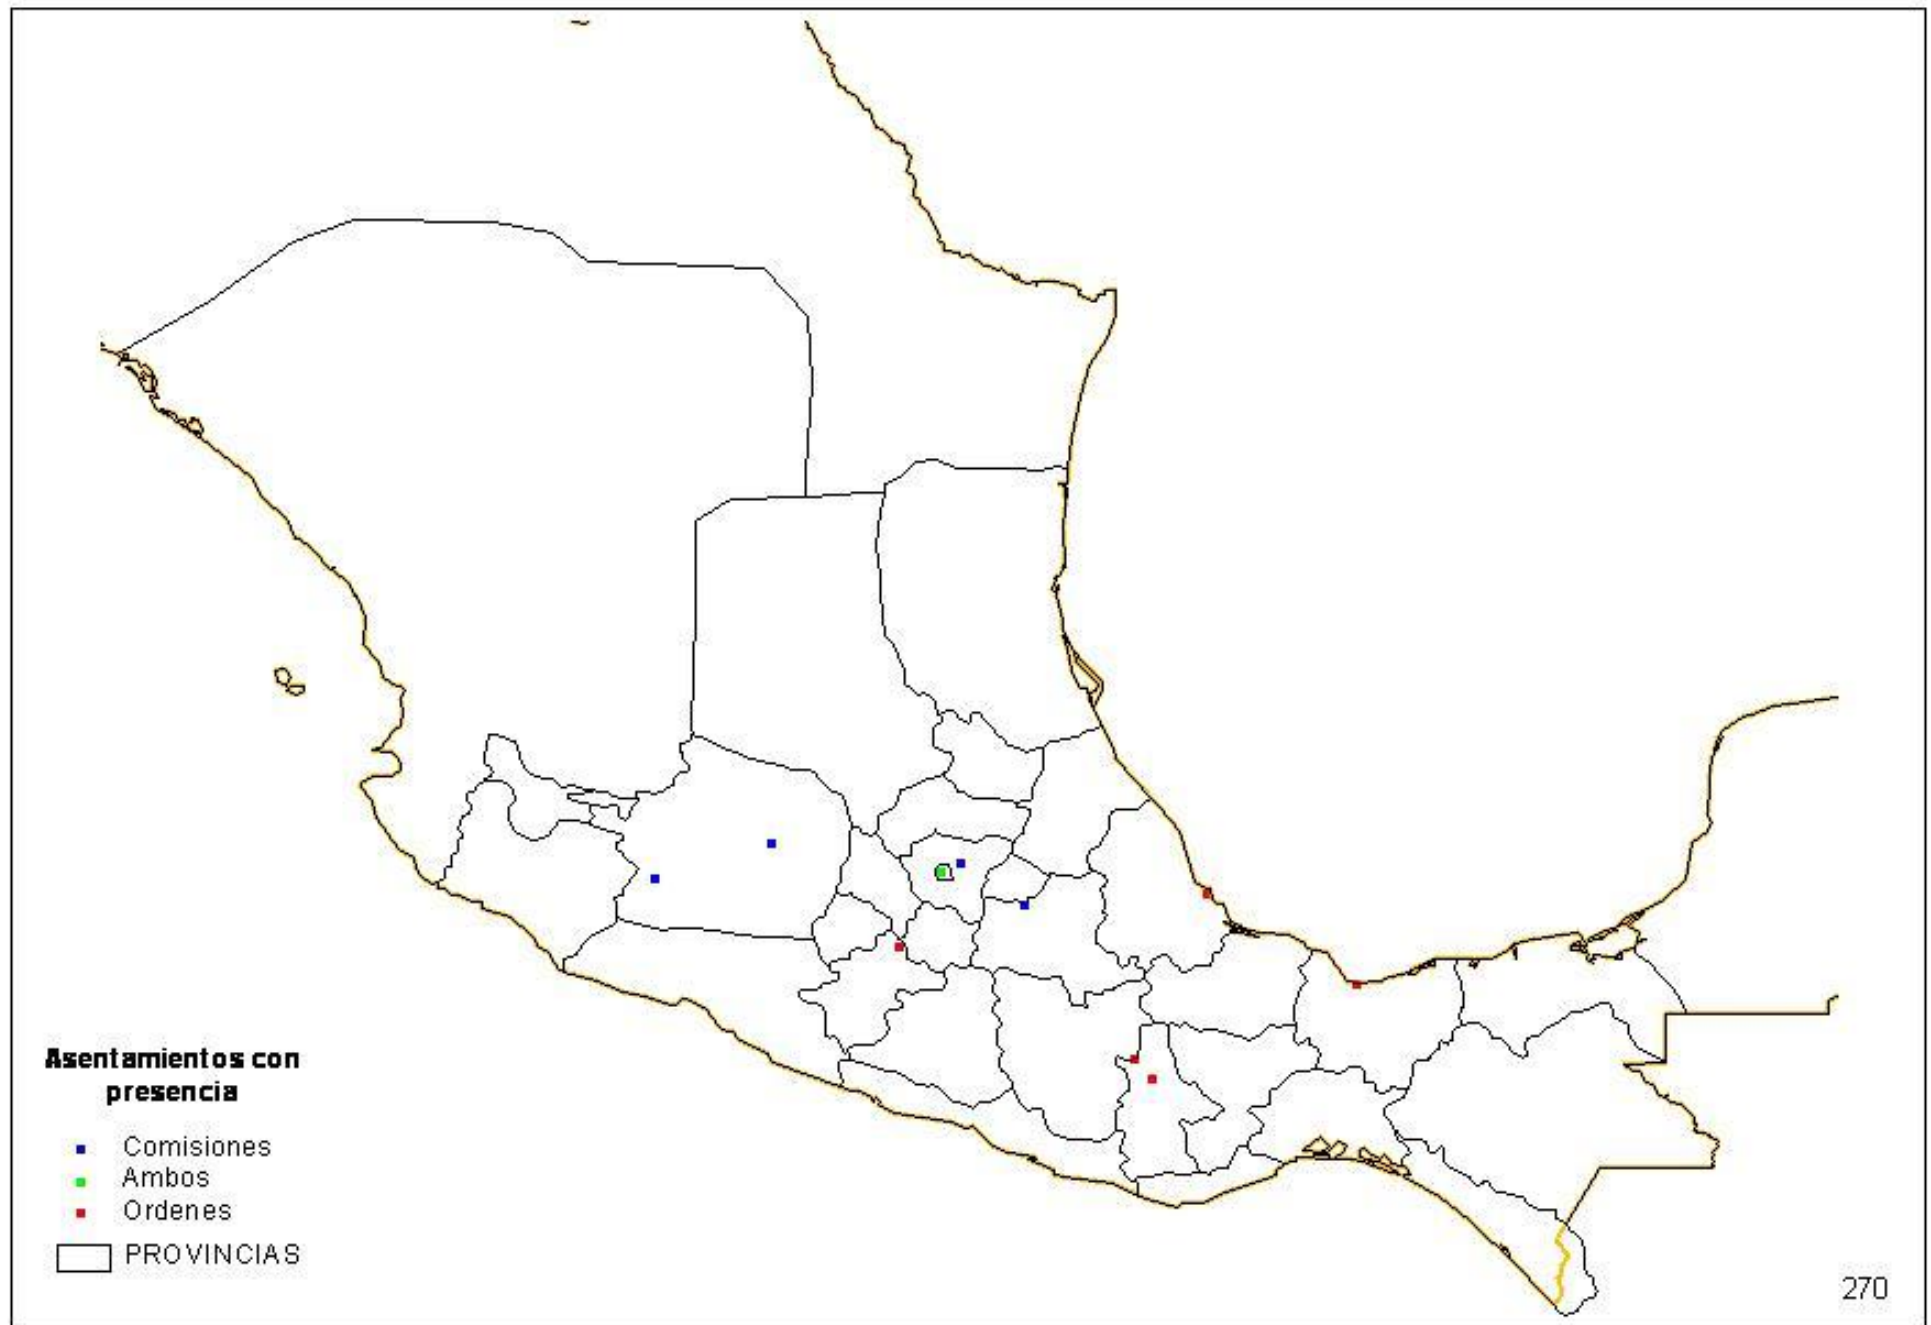 Asentamientos con
presencia
Comisiones
Ambos
Ordenes
PROVINCIAS
270